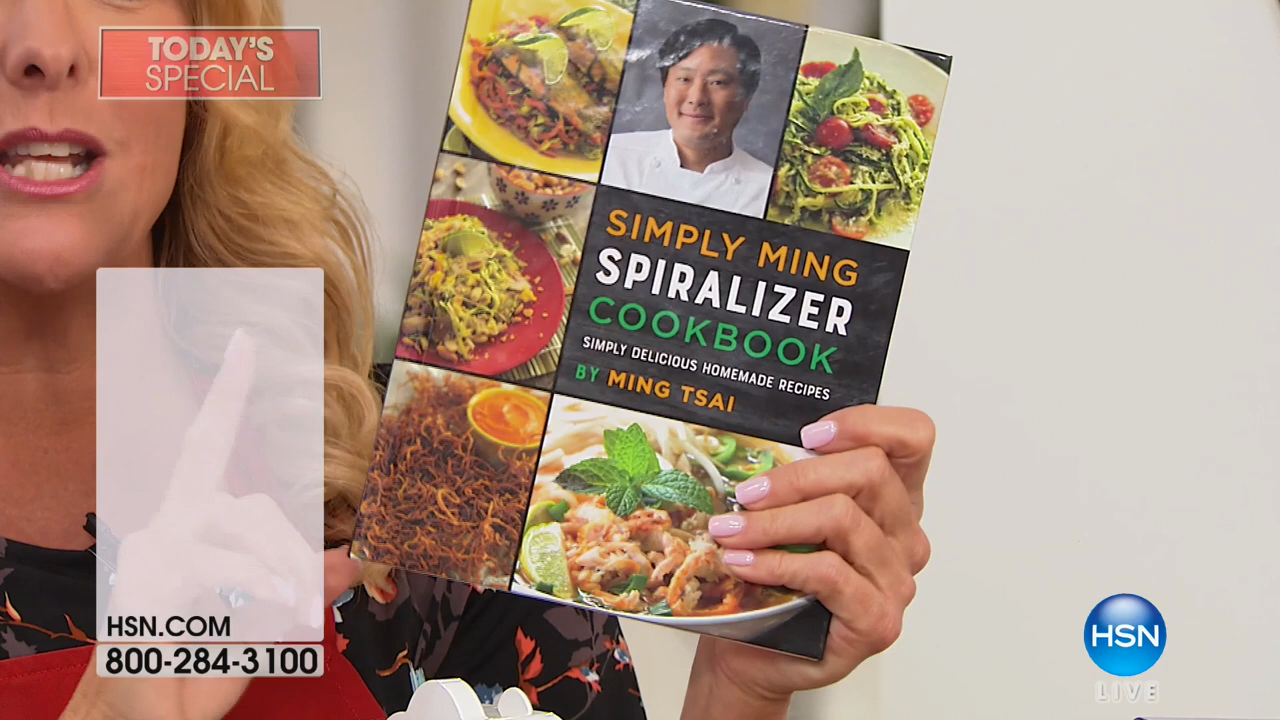 TODAY'S
SPECIAL
SIMPLY MING
SPIRALIZER
COOKBOOK
SIMPLY DELICIOUS HOMEMADE RECIPES
BY MING TSAI
HSN.COM
800-284-3100
HSN
LIVE